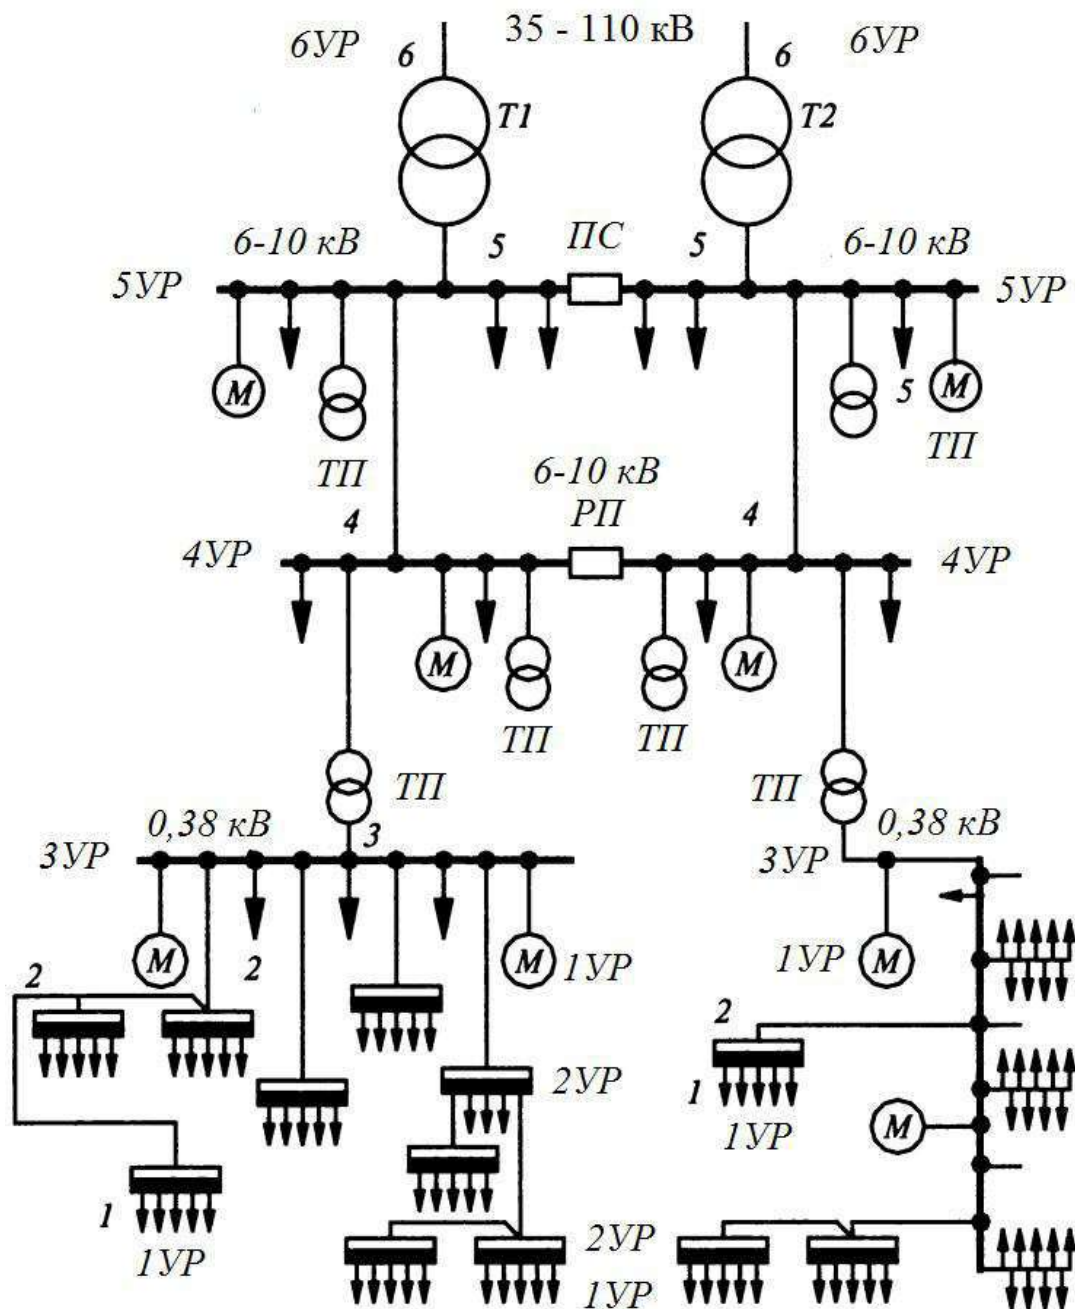 6УР 6 35 - 110 кВ 6 6УР
Т1 Т2
6-10 кВ 5 ПС 5 6-10 кВ
5УР 5УР
М 5 М
ТП ТП
6-10 кВ
4 РП 4
4УР 4УР
М М
ТП ТП
ТП ТП
0,38 кВ 3 0,38 кВ
3УР 3УР
М 2 М 1УР 1УР М
2 2
2УР 1 М
1УР
1
1УР 2УР
1УР